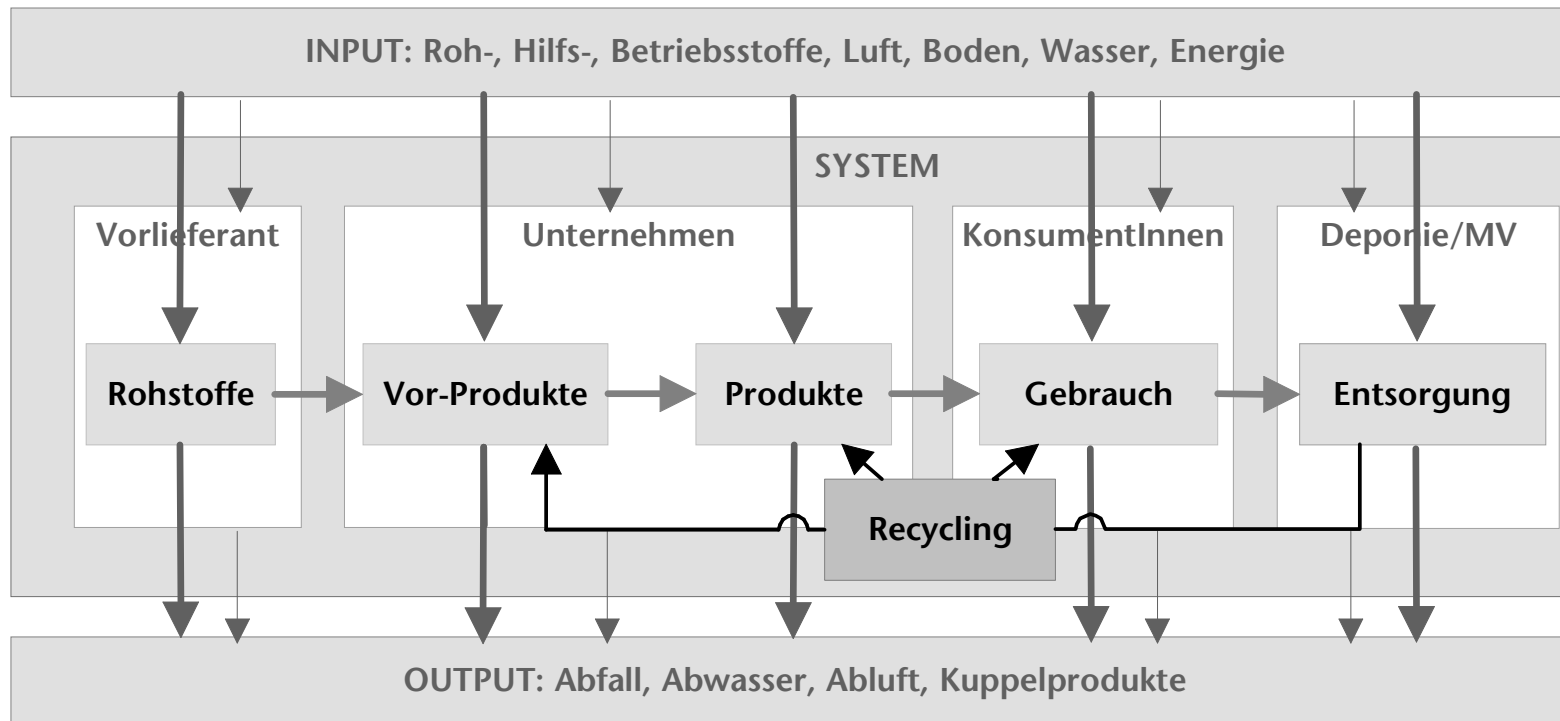 INPUT: Roh-, Hilfs-, Betriebsstoffe, Luft, Boden, Wasser, Energie
SYSTEM
Vorlieferant
Unternehmen
KonsumentInnen
Deponie/MV
Rohstoffe
Vor-Produkte
Produkte
Gebrauch
Entsorgung
Recycling
OUTPUT: Abfall, Abwasser, Abluft, Kuppelprodukte